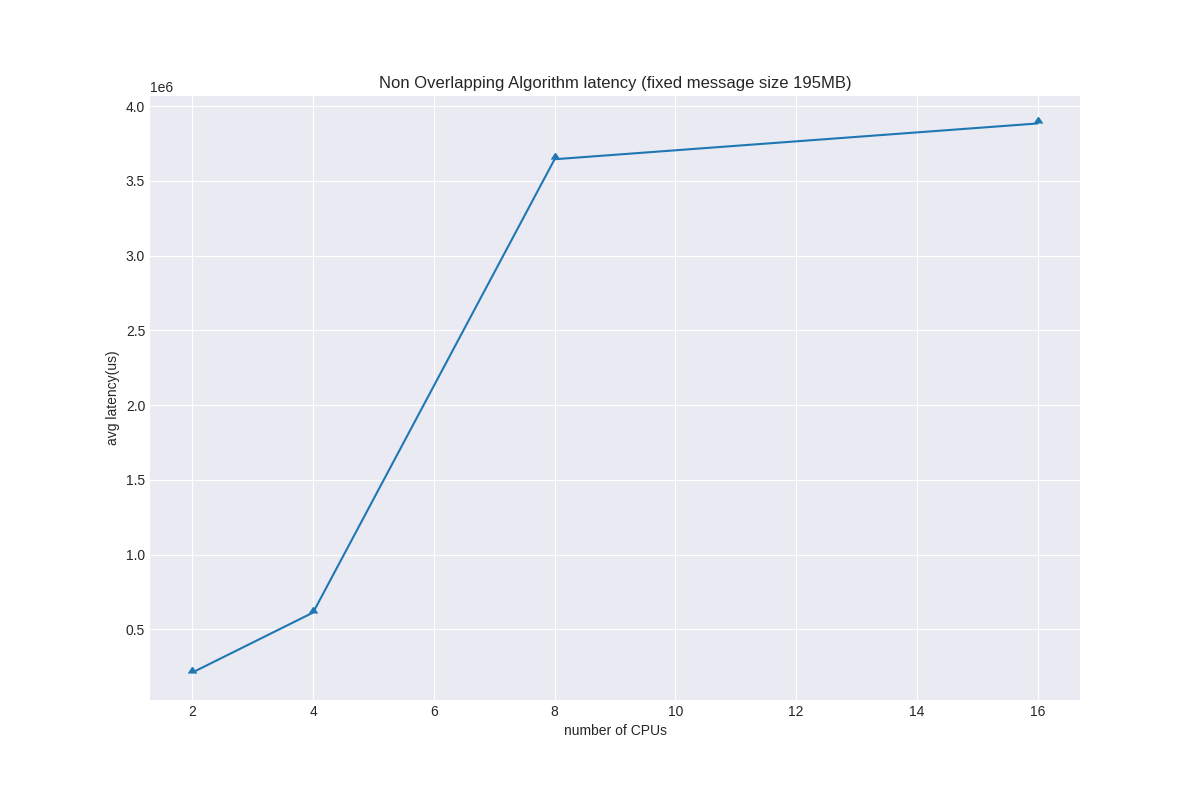 Non Overlapping Algorithm latency (fixed message size 195MB)
1e6
4.0
3.5
3.0
2.5
2.0
1.5
1.0
0.5
avg latency(us)
2 4 6 8 10 12 14 16
number of CPUs